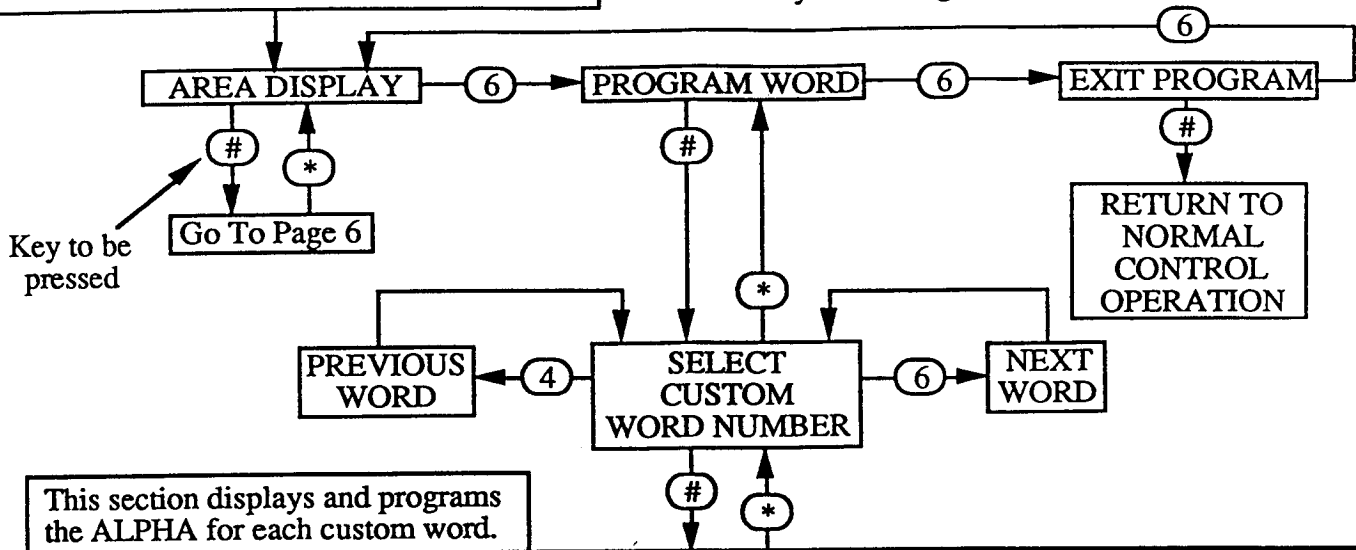 6
AREA DISPLAY
6
PROGRAM WORD
6
EXIT PROGRAM
#
*
#
#
Key to be
pressed
Go To Page 6
RETURN TO
NORMAL
CONTROL
OPERATION
*
PREVIOUS
WORD
4
SELECT
CUSTOM
WORD NUMBER
6
NEXT
WORD
#
*
This section displays and programs
the ALPHA for each custom word.